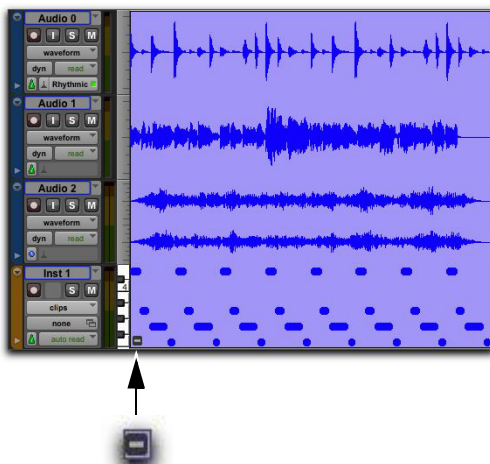 Audio 0
I S M
waveform
dyn read
Rhythmic
Audio 1
I S M
waveform
dyn read
Audio 2
I S M
waveform
dyn read
Inst 1
S M
clips
none
auto read
4